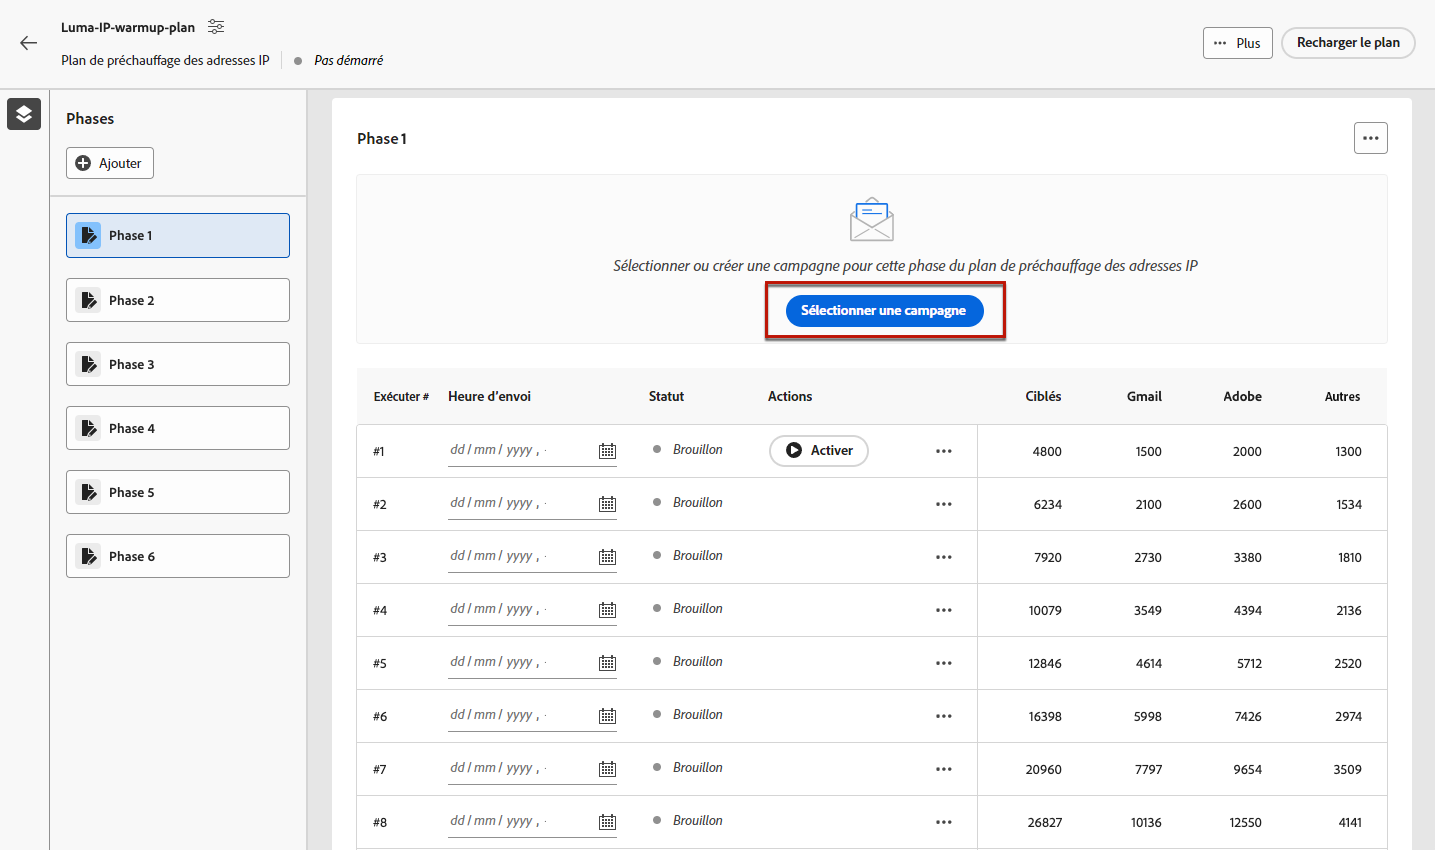 Luma-IP-warmup-plan
Plan de préchauffage des adresses IP
Pas démarré
Plus
Recharger le plan
Phases
Ajouter
Phase 1
Phase 2
Phase 3
Phase 4
Phase 5
Phase 6
Phase 1
Sélectionner ou créer une campagne pour cette phase du plan de préchauffage des adresses IP
Sélectionner une campagne
Exécuter # Heure d’envoi Statut Actions Ciblés Gmail Adobe Autres
#1 dd / mm / yyyy , Brouillon Activer 4800 1500 2000 1300
#2 dd / mm / yyyy , Brouillon 6234 2100 2600 1534
#3 dd / mm / yyyy , Brouillon 7920 2730 3380 1810
#4 dd / mm / yyyy , Brouillon 10079 3549 4394 2136
#5 dd / mm / yyyy , Brouillon 12846 4614 5712 2520
#6 dd / mm / yyyy , Brouillon 16398 5998 7426 2974
#7 dd / mm / yyyy , Brouillon 20960 7797 9654 3509
#8 dd / mm / yyyy , Brouillon 26827 10136 12550 4141